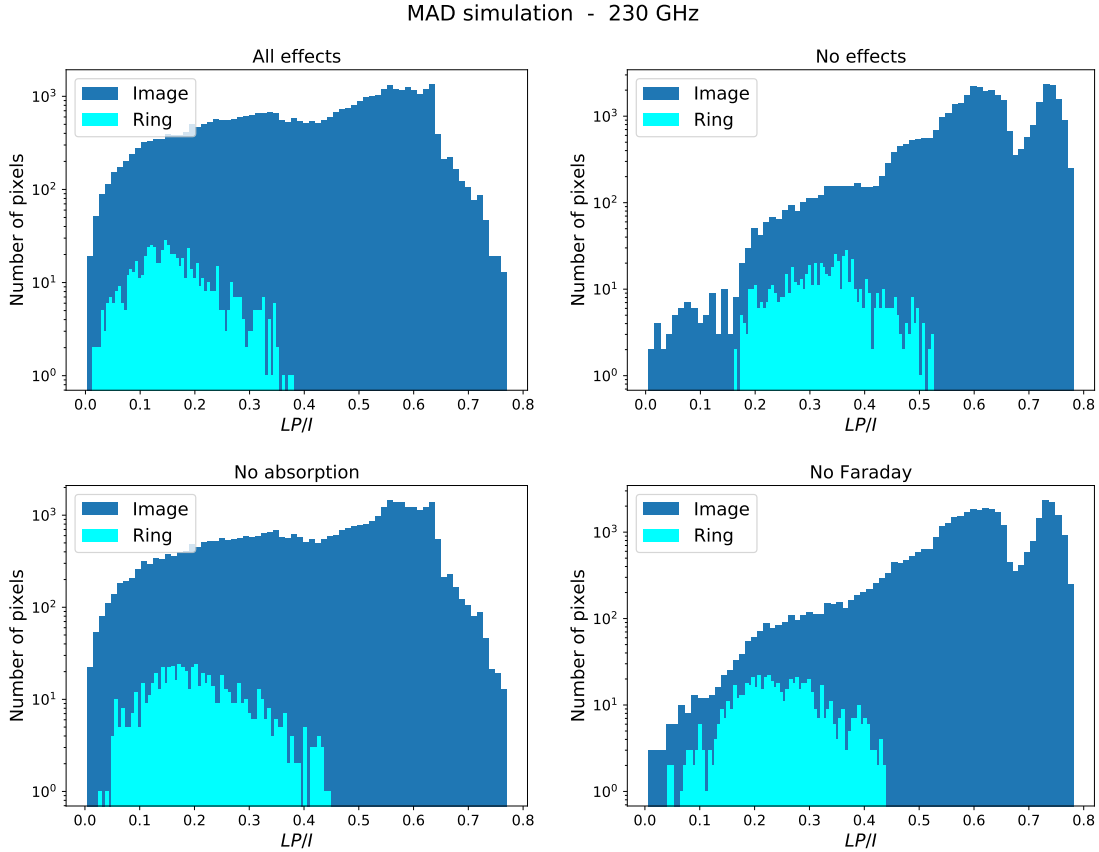 MAD simulation - 230 GHz
All effects
Image
Ring
Number of pixels
10³
10²
10¹
10⁰
0.0 0.1 0.2 0.3 0.4 0.5 0.6 0.7 0.8
LP/I
No effects
Image
Ring
Number of pixels
10³
10²
10¹
10⁰
0.0 0.1 0.2 0.3 0.4 0.5 0.6 0.7 0.8
LP/I
No absorption
Image
Ring
Number of pixels
10³
10²
10¹
10⁰
0.0 0.1 0.2 0.3 0.4 0.5 0.6 0.7 0.8
LP/I
No Faraday
Image
Ring
Number of pixels
10³
10²
10¹
10⁰
0.0 0.1 0.2 0.3 0.4 0.5 0.6 0.7 0.8
LP/I